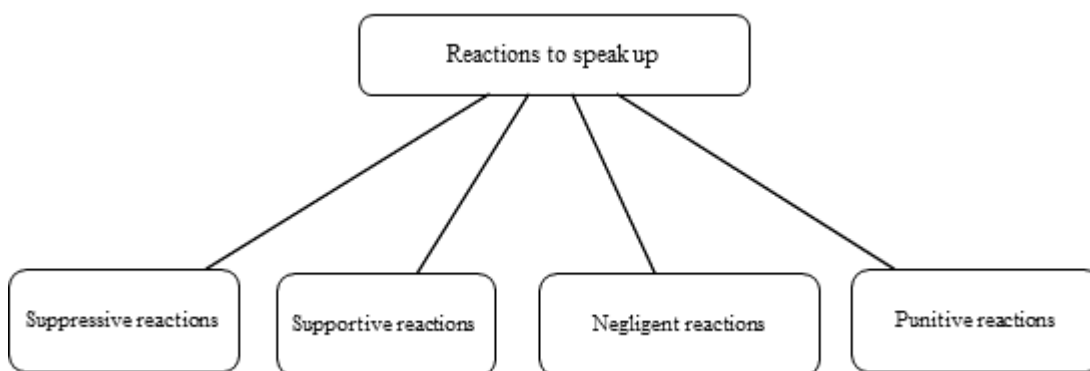 Reactions to speak up
Suppressive reactions
Supportive reactions
Negligent reactions
Punitive reactions